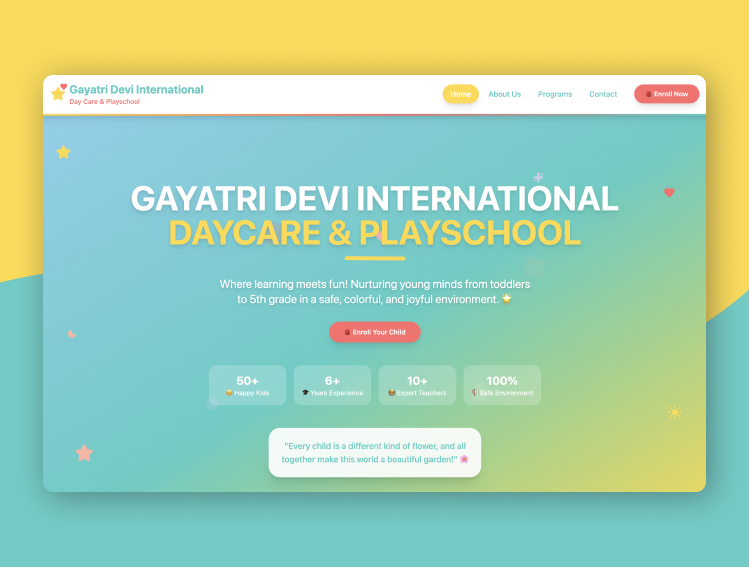 Gayatri Devi International
Day Care & Playschool
Home
About Us
Programs
Contact
Enroll Now
GAYATRI DEVI INTERNATIONAL
DAYCARE & PLAYSCHOOL
Where learning meets fun! Nurturing young minds from toddlers
to 5th grade in a safe, colorful, and joyful environment. 🌟
Enroll Your Child
50+
Happy Kids
6+
🎓 Years Experience
10+
Expert Teachers
100%
Safe Environment
"Every child is a different kind of flower, and all
together make this world a beautiful garden!" 🌸